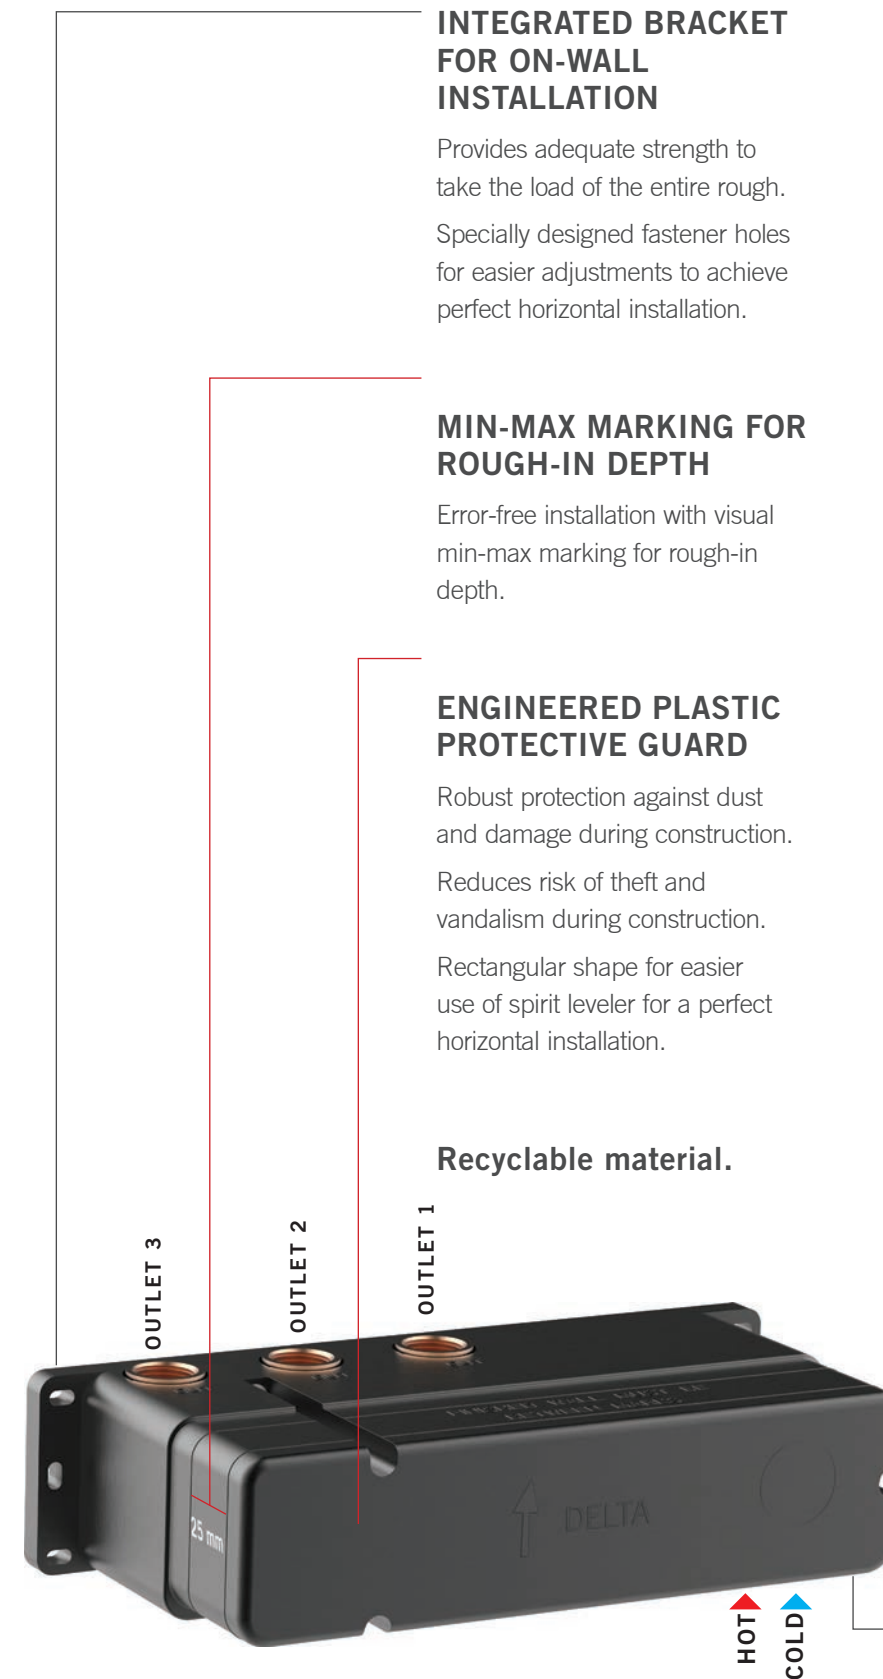 INTEGRATED BRACKET
FOR ON-WALL
INSTALLATION
Provides adequate strength to
take the load of the entire rough.
Specially designed fastener holes
for easier adjustments to achieve
perfect horizontal installation.
MIN-MAX MARKING FOR
ROUGH-IN DEPTH
Error-free installation with visual
min-max marking for rough-in
depth.
ENGINEERED PLASTIC
PROTECTIVE GUARD
Robust protection against dust
and damage during construction.
Reduces risk of theft and
vandalism during construction.
Rectangular shape for easier
use of spirit leveler for a perfect
horizontal installation.
Recyclable material.
OUTLET 3
OUTLET 2
OUTLET 1
25 mm
DELTA
HOT
COLD